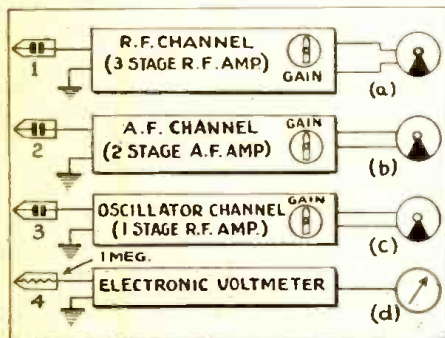 R.F. CHANNEL
(3 STAGE R.F. AMP)
GAIN
1
(a)
A.F. CHANNEL
(2 STAGE A.F. AMP)
GAIN
2
(b)
OSCILLATOR CHANNEL
(1 STAGE R.F. AMP.)
GAIN
3
(c)
1 MEG.
ELECTRONIC VOLTMETER
4
(d)